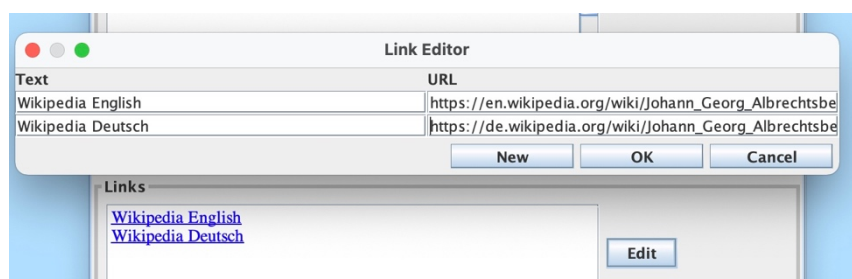 Link Editor
Text URL
Wikipedia English https://en.wikipedia.org/wiki/Johann_Georg_Albrechtsbe
Wikipedia Deutsch https://de.wikipedia.org/wiki/Johann_Georg_Albrechtsbe
New OK Cancel
Links
Wikipedia English
Wikipedia Deutsch
Edit